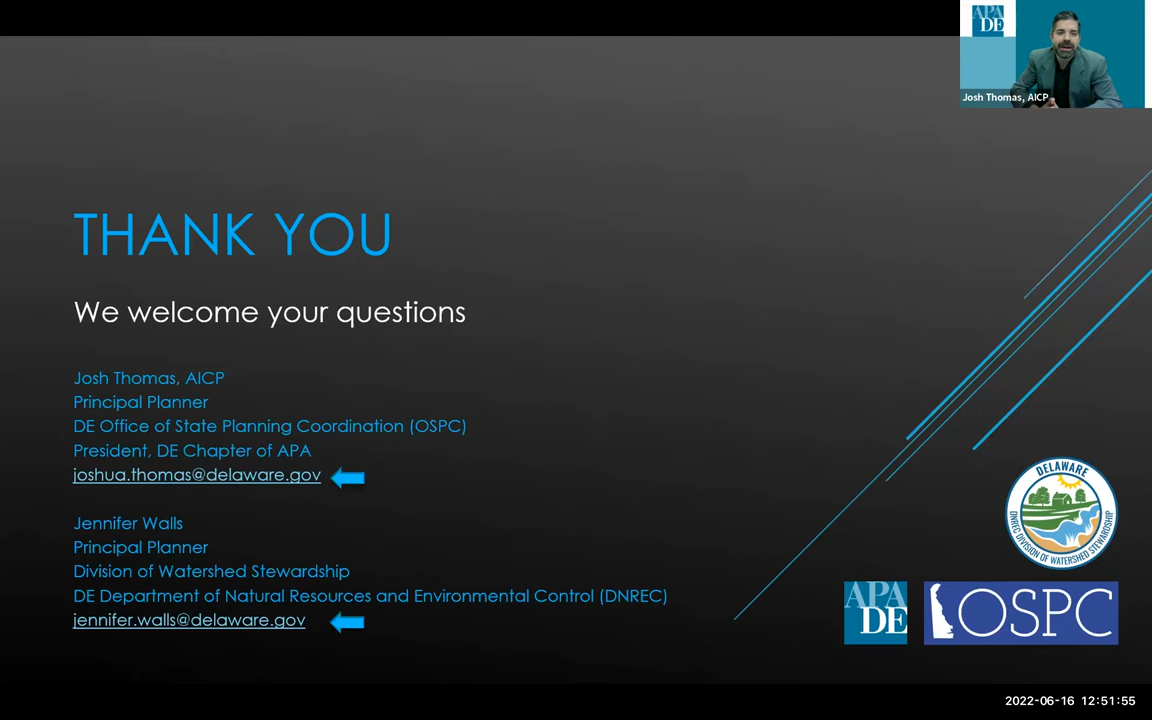 APA
DE
Josh Thomas, AICP
THANK YOU
We welcome your questions
Josh Thomas, AICP
Principal Planner
DE Office of State Planning Coordination (OSPC)
President, DE Chapter of APA
joshua.thomas@delaware.gov
Jennifer Walls
Principal Planner
Division of Watershed Stewardship
DE Department of Natural Resources and Environmental Control (DNREC)
jennifer.walls@delaware.gov
DELAWARE
DNREC DIVISION OF WATERSHED STEWARDSHIP
APA
DE
OSPC
2022-06-16 12:51:55